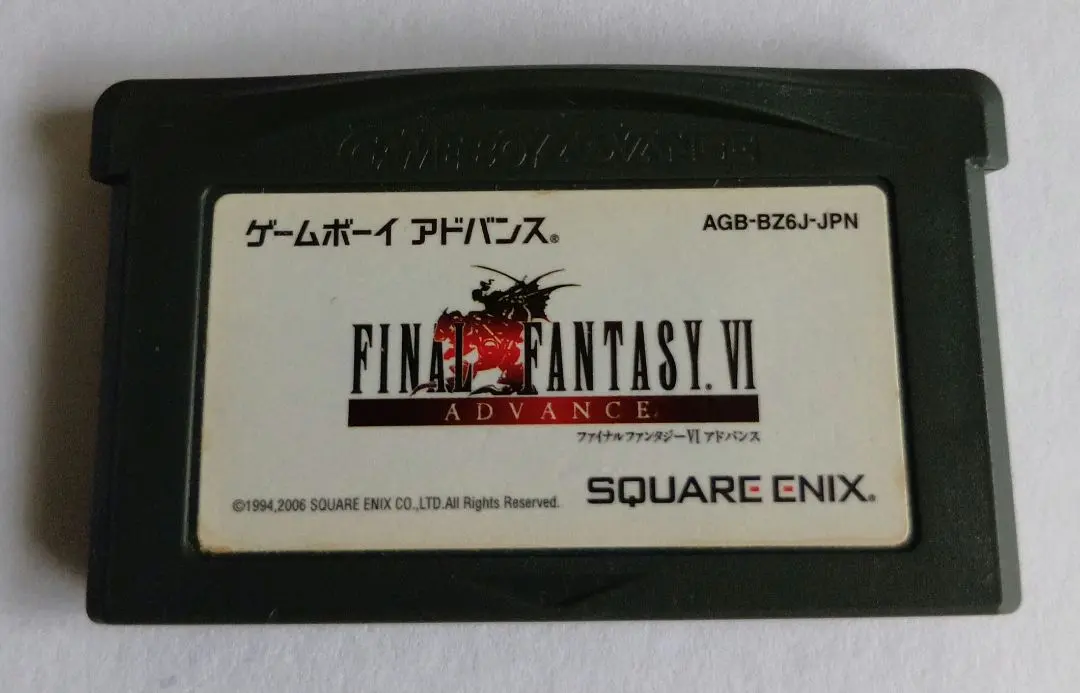 GAME BOY ADVANCE
ゲームボーイ アドバンス®
AGB-BZ6J-JPN
FINAL FANTASY. VI
ADVANCE
ファイナルファンタジーVI アドバンス
©1994,2006 SQUARE ENIX CO.,LTD.All Rights Reserved.
SQUARE ENIX®